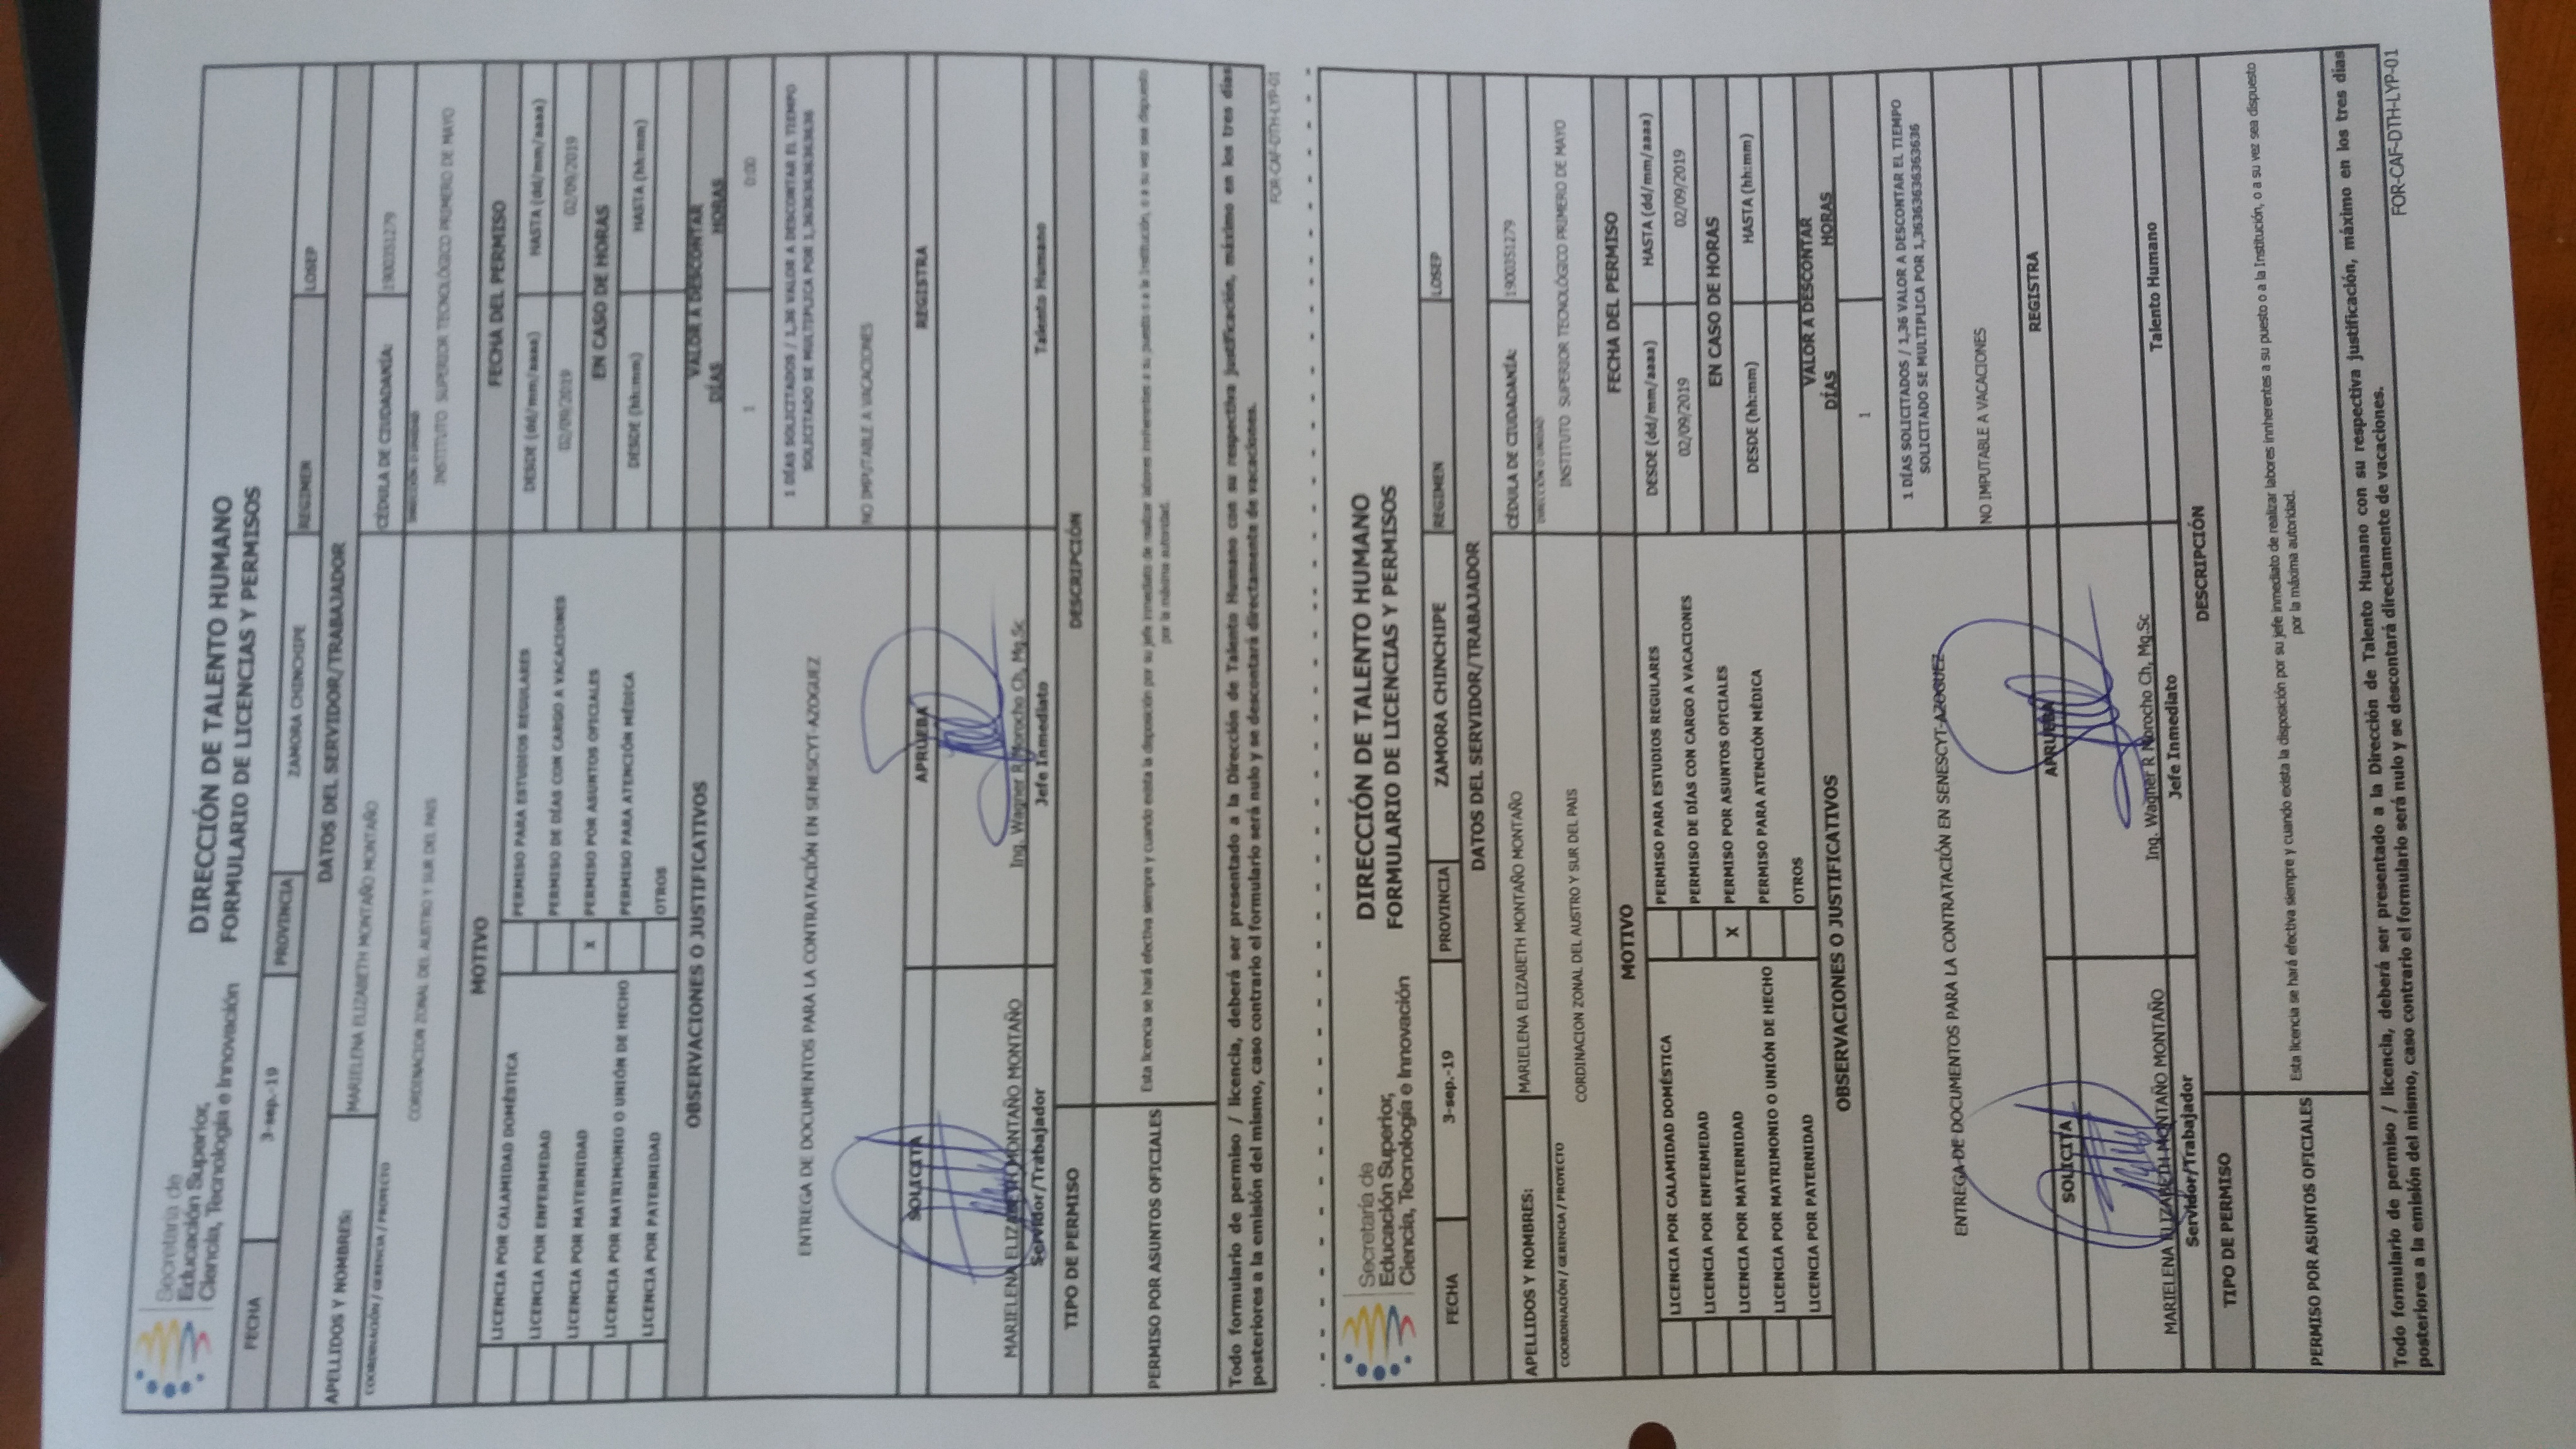 Secretaría de
Educación Superior,
Ciencia, Tecnología e Innovación
DIRECCIÓN DE TALENTO HUMANO
FORMULARIO DE LICENCIAS Y PERMISOS
FECHA 3-sep.-19 PROVINCIA ZAMORA CHINCHIPE REGIMEN LOSEP
DATOS DEL SERVIDOR/TRABAJADOR
APELLIDOS Y NOMBRES: MARIELENA ELIZABETH MONTAÑO MONTAÑO CÉDULA DE CIUDADANÍA: 1900351279
COORDINACIÓN / GERENCIA / PROYECTO DIRECCIÓN O UNIDAD
CORDINACION ZONAL DEL AUSTRO Y SUR DEL PAIS INSTITUTO SUPERIOR TECNOLÓGICO PRIMERO DE MAYO
MOTIVO FECHA DEL PERMISO
LICENCIA POR CALAMIDAD DOMÉSTICA PERMISO PARA ESTUDIOS REGULARES DESDE (dd/mm/aaaa) HASTA (dd/mm/aaaa)
LICENCIA POR ENFERMEDAD PERMISO DE DÍAS CON CARGO A VACACIONES 02/09/2019 02/09/2019
LICENCIA POR MATERNIDAD X PERMISO POR ASUNTOS OFICIALES EN CASO DE HORAS
LICENCIA POR MATRIMONIO O UNIÓN DE HECHO PERMISO PARA ATENCIÓN MÉDICA DESDE (hh:mm) HASTA (hh:mm)
LICENCIA POR PATERNIDAD OTROS
OBSERVACIONES O JUSTIFICATIVOS VALOR A DESCONTAR
DÍAS HORAS
1 0:00
1 DÍAS SOLICITADOS / 1,36 VALOR A DESCONTAR EL TIEMPO
SOLICITADO SE MULTIPLICA POR 1,36363636363636
ENTREGA DE DOCUMENTOS PARA LA CONTRATACIÓN EN SENESCYT-AZOGUEZ
NO IMPUTABLE A VACACIONES
SOLICITA APRUEBA REGISTRA
MARIELENA ELIZABETH MONTAÑO MONTAÑO Ing. Wagner R Morocho Ch, Mg.Sc
Servidor/Trabajador Jefe Inmediato Talento Humano
TIPO DE PERMISO DESCRIPCIÓN
PERMISO POR ASUNTOS OFICIALES Esta licencia se hará efectiva siempre y cuando exista la disposición por su jefe inmediato de realizar labores innherentes a su puesto o a la Institución, o a su vez sea dispuesto
por la máxima autoridad.
Todo formulario de permiso / licencia, deberá ser presentado a la Dirección de Talento Humano con su respectiva justificación, máximo en los tres días
posteriores a la emisión del mismo, caso contrario el formulario será nulo y se descontará directamente de vacaciones.
FOR-CAF-DTH-LYP-01
Secretaría de
Educación Superior,
Ciencia, Tecnología e Innovación
DIRECCIÓN DE TALENTO HUMANO
FORMULARIO DE LICENCIAS Y PERMISOS
FECHA 3-sep.-19 PROVINCIA ZAMORA CHINCHIPE REGIMEN LOSEP
DATOS DEL SERVIDOR/TRABAJADOR
APELLIDOS Y NOMBRES: MARIELENA ELIZABETH MONTAÑO MONTAÑO CÉDULA DE CIUDADANÍA: 1900351279
COORDINACIÓN / GERENCIA / PROYECTO DIRECCIÓN O UNIDAD
CORDINACION ZONAL DEL AUSTRO Y SUR DEL PAIS INSTITUTO SUPERIOR TECNOLÓGICO PRIMERO DE MAYO
MOTIVO FECHA DEL PERMISO
LICENCIA POR CALAMIDAD DOMÉSTICA PERMISO PARA ESTUDIOS REGULARES DESDE (dd/mm/aaaa) HASTA (dd/mm/aaaa)
LICENCIA POR ENFERMEDAD PERMISO DE DÍAS CON CARGO A VACACIONES 02/09/2019 02/09/2019
LICENCIA POR MATERNIDAD X PERMISO POR ASUNTOS OFICIALES EN CASO DE HORAS
LICENCIA POR MATRIMONIO O UNIÓN DE HECHO PERMISO PARA ATENCIÓN MÉDICA DESDE (hh:mm) HASTA (hh:mm)
LICENCIA POR PATERNIDAD OTROS
OBSERVACIONES O JUSTIFICATIVOS VALOR A DESCONTAR
DÍAS HORAS
1
1 DÍAS SOLICITADOS / 1,36 VALOR A DESCONTAR EL TIEMPO
SOLICITADO SE MULTIPLICA POR 1,36363636363636
ENTREGA DE DOCUMENTOS PARA LA CONTRATACIÓN EN SENESCYT-AZOGUEZ
NO IMPUTABLE A VACACIONES
SOLICITA APRUEBA REGISTRA
MARIELENA ELIZABETH MONTAÑO MONTAÑO Ing. Wagner R Morocho Ch, Mg.Sc
Servidor/Trabajador Jefe Inmediato Talento Humano
TIPO DE PERMISO DESCRIPCIÓN
PERMISO POR ASUNTOS OFICIALES Esta licencia se hará efectiva siempre y cuando exista la disposición por su jefe inmediato de realizar labores innherentes a su puesto o a la Institución, o a su vez sea dispuesto
por la máxima autoridad.
Todo formulario de permiso / licencia, deberá ser presentado a la Dirección de Talento Humano con su respectiva justificación, máximo en los tres días
posteriores a la emisión del mismo, caso contrario el formulario será nulo y se descontará directamente de vacaciones.
FOR-CAF-DTH-LYP-01